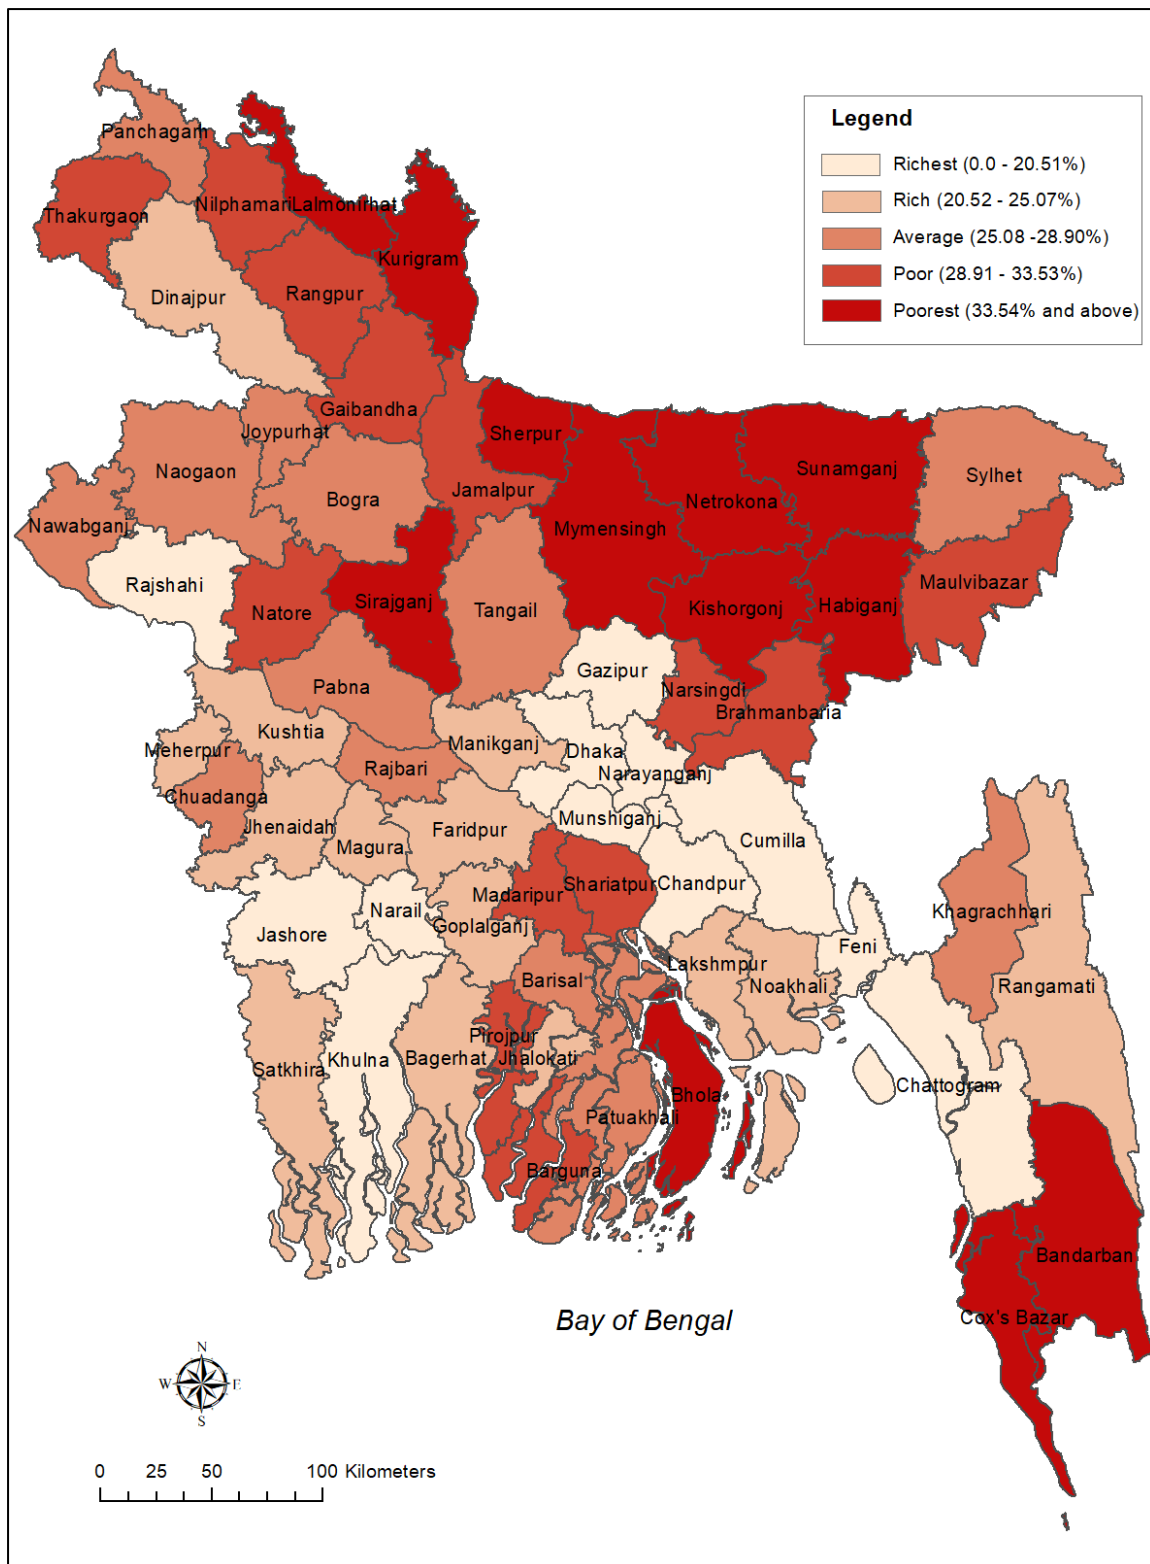 Legend
Richest (0.0 - 20.51%)
Rich (20.52 - 25.07%)
Average (25.08 -28.90%)
Poor (28.91 - 33.53%)
Poorest (33.54% and above)
Panchagarh
Thakurgaon
Nilphamari
Lalmonirhat
Kurigram
Dinajpur
Rangpur
Gaibandha
Joypurhat
Sherpur
Naogaon
Bogra
Jamalpur
Netrokona
Sunamganj
Sylhet
Nawabganj
Mymensingh
Rajshahi
Natore
Sirajganj
Tangail
Kishorgonj
Habiganj
Maulvibazar
Gazipur
Pabna
Narsingdi
Brahmanbaria
Kushtia
Meherpur
Manikganj
Dhaka
Rajbari
Narayanganj
Chuadanga
Jhenaidah
Magura
Faridpur
Munshiganj
Cumilla
Madaripur
Shariatpur
Chandpur
Narail
Khagrachhari
Jashore
Goplalganj
Feni
Lakshmpur
Barisal
Noakhali
Rangamati
Pirojpur
Satkhira
Khulna
Bagerhat
Jhalokati
Chattogram
Bhola
Patuakhali
Barguna
Bandarban
Cox's Bazar
Bay of Bengal
N
W E
S
0 25 50 100 Kilometers